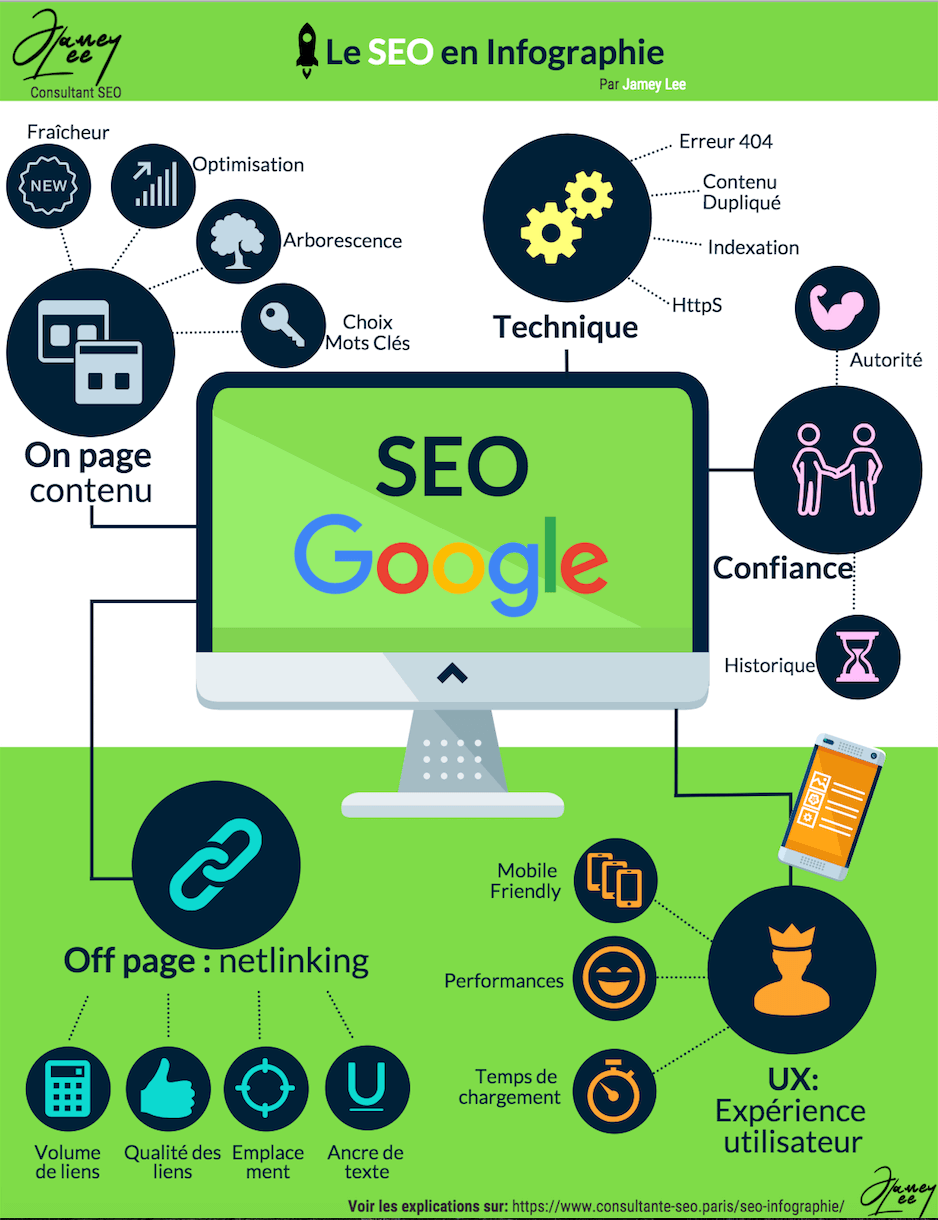 Jamey
Lee
Consultant SEO
Le SEO en Infographie
Par Jamey Lee
Fraîcheur
NEW
Optimisation
Arborescence
Choix
Mots Clés
On page
contenu
Erreur 404
Contenu
Dupliqué
Indexation
HttpS
Technique
Autorité
Confiance
Historique
SEO
Google
Off page : netlinking
Volume
de liens
Qualité des
liens
Emplace
ment
Ancre de
texte
U
Mobile
Friendly
Performances
Temps de
chargement
UX:
Expérience
utilisateur
Voir les explications sur: https://www.consultante-seo.paris/seo-infographie/
Jamey
Lee